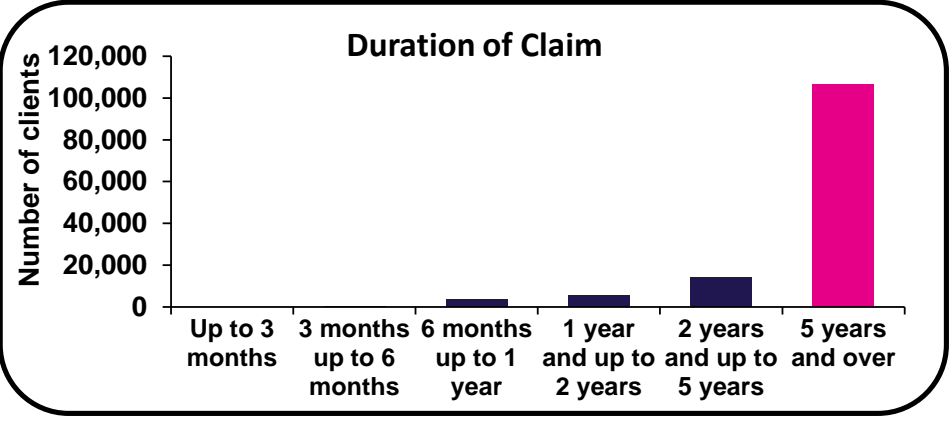 Duration of Claim
Number of clients
120,000
100,000
80,000
60,000
40,000
20,000
0
Up to 3
months
3 months
up to 6
months
6 months
up to 1
year
1 year
and up to
2 years
2 years
and up to
5 years
5 years
and over